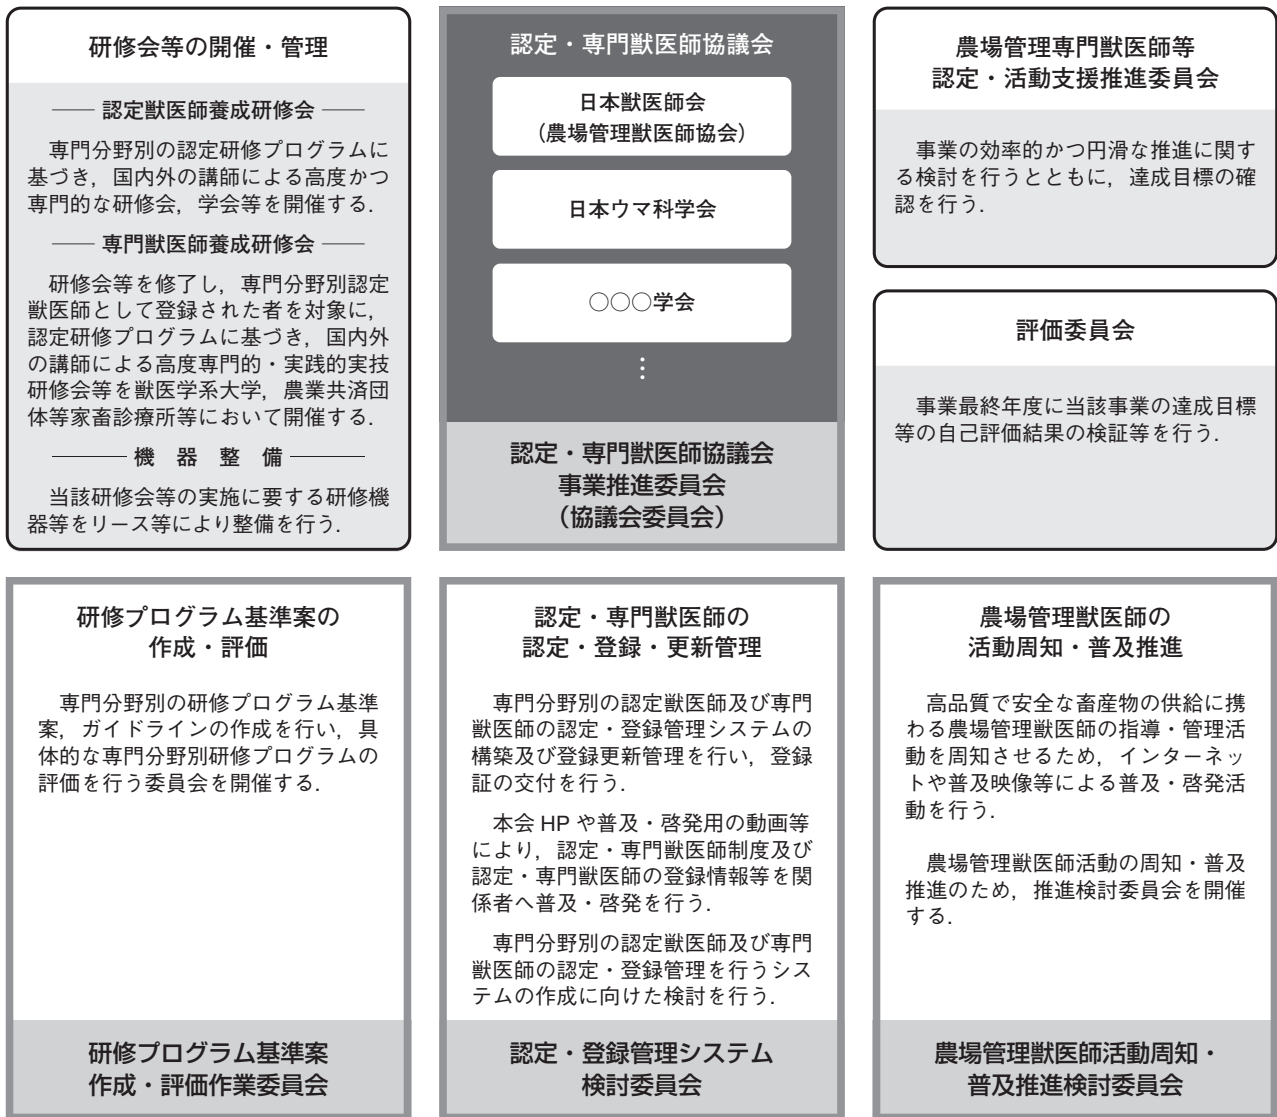 研修会等の開催・管理
── 認定獣医師養成研修会 ──
専門分野別の認定研修プログラムに
基づき，国内外の講師による高度かつ
専門的な研修会，学会等を開催する．
── 専門獣医師養成研修会 ──
研修会等を修了し，専門分野別認定
獣医師として登録された者を対象に，
認定研修プログラムに基づき，国内外
の講師による高度専門的・実践的実技
研修会等を獣医学系大学，農業共済団
体等家畜診療所等において開催する．
──── 機　器　整　備 ────
当該研修会等の実施に要する研修機
器等をリース等により整備を行う．
認定・専門獣医師協議会
日本獣医師会
（農場管理獣医師協会）
日本ウマ科学会
○○○学会
⋮
認定・専門獣医師協議会
事業推進委員会
（協議会委員会）
農場管理専門獣医師等
認定・活動支援推進委員会
事業の効率的かつ円滑な推進に関す
る検討を行うとともに，達成目標の確
認を行う．
評価委員会
事業最終年度に当該事業の達成目標
等の自己評価結果の検証等を行う．
研修プログラム基準案の
作成・評価
専門分野別の研修プログラム基準
案，ガイドラインの作成を行い，具
体的な専門分野別研修プログラムの
評価を行う委員会を開催する．
研修プログラム基準案
作成・評価作業委員会
認定・専門獣医師の
認定・登録・更新管理
専門分野別の認定獣医師及び専門
獣医師の認定・登録管理システムの
構築及び登録更新管理を行い，登録
証の交付を行う．
本会 HP や普及・啓発用の動画等
により，認定・専門獣医師制度及び
認定・専門獣医師の登録情報等を関
係者へ普及・啓発を行う．
専門分野別の認定獣医師及び専門
獣医師の認定・登録管理を行うシス
テムの作成に向けた検討を行う．
認定・登録管理システム
検討委員会
農場管理獣医師の
活動周知・普及推進
高品質で安全な畜産物の供給に携
わる農場管理獣医師の指導・管理活
動を周知させるため，インターネッ
トや普及映像等による普及・啓発活
動を行う．
農場管理獣医師活動の周知・普及
推進のため，推進検討委員会を開催
する．
農場管理獣医師活動周知・
普及推進検討委員会